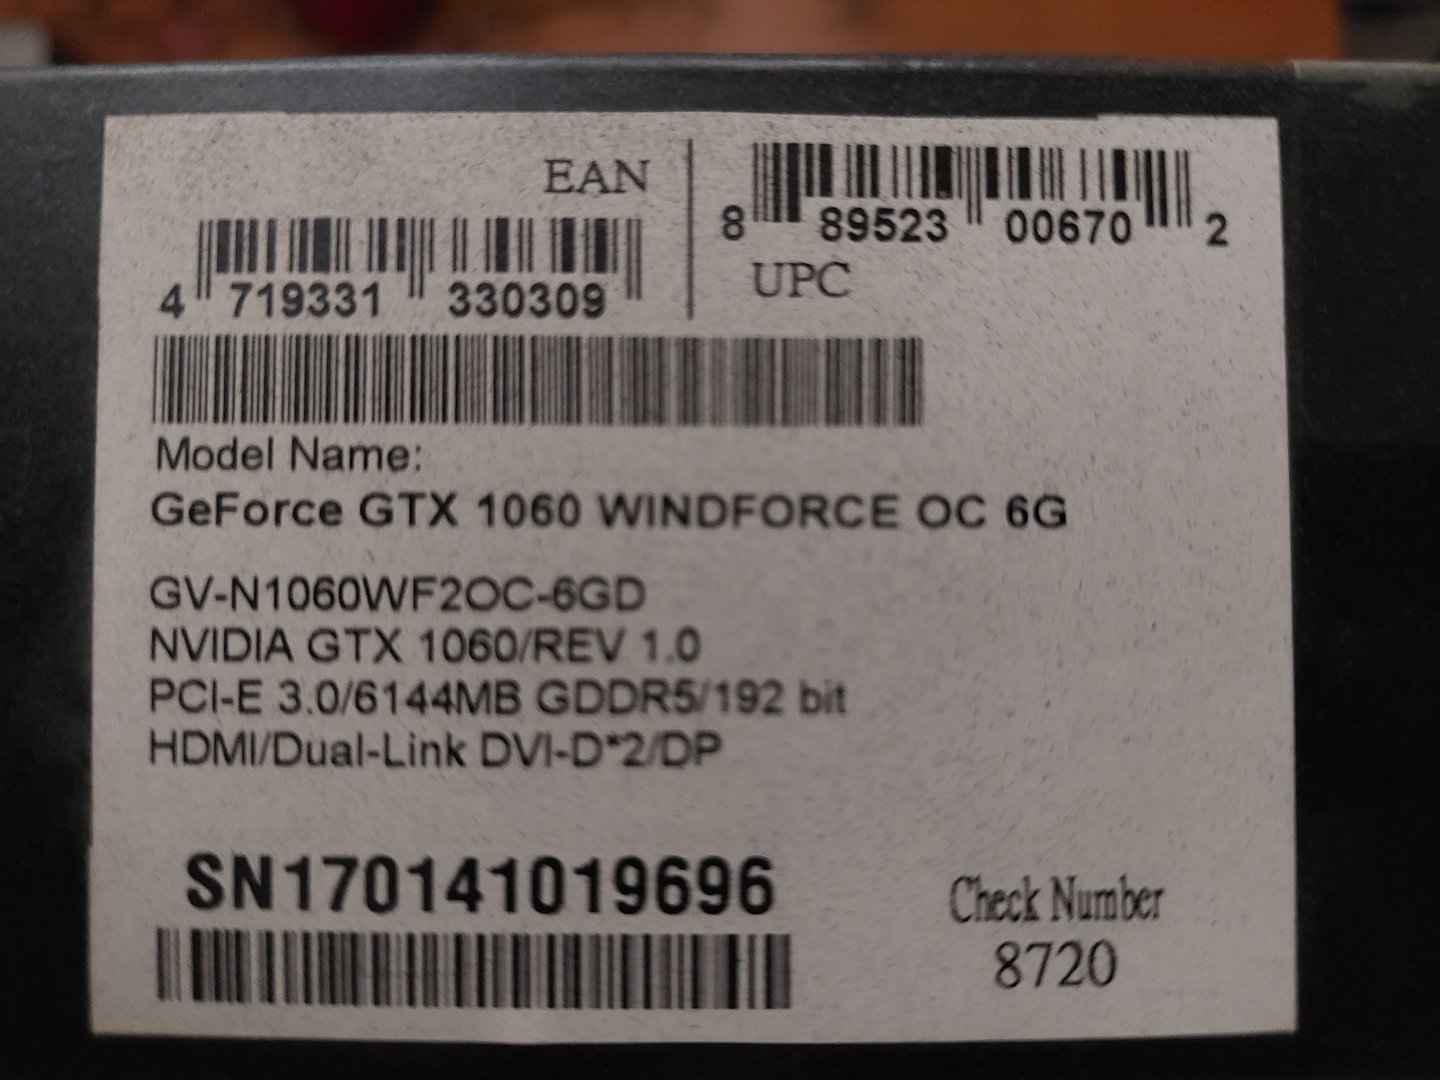 EAN
4 719331 330309
8 89523 00670 2
UPC
Model Name:
GeForce GTX 1060 WINDFORCE OC 6G
GV-N1060WF2OC-6GD
NVIDIA GTX 1060/REV 1.0
PCI-E 3.0/6144MB GDDR5/192 bit
HDMI/Dual-Link DVI-D*2/DP
SN170141019696
Check Number
8720